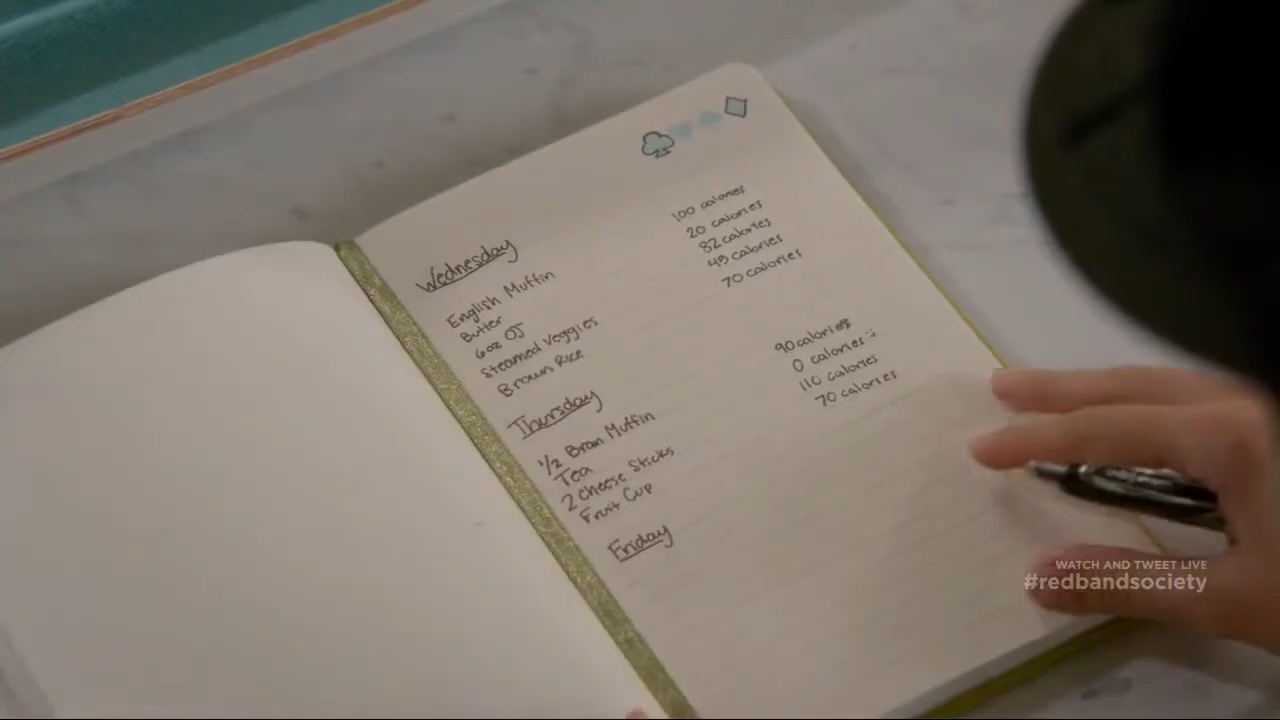 Wednesday
English Muffin 100 calories
Butter 20 calories
6oz OJ 82 calories
Steamed Veggies 45 calories
Brown Rice 70 calories
Thursday
1/2 Bran Muffin 90 calories
Tea 0 calories :)
2 Cheese Sticks 110 calories
Fruit Cup 70 calories
Friday
WATCH AND TWEET LIVE
#redbandsociety